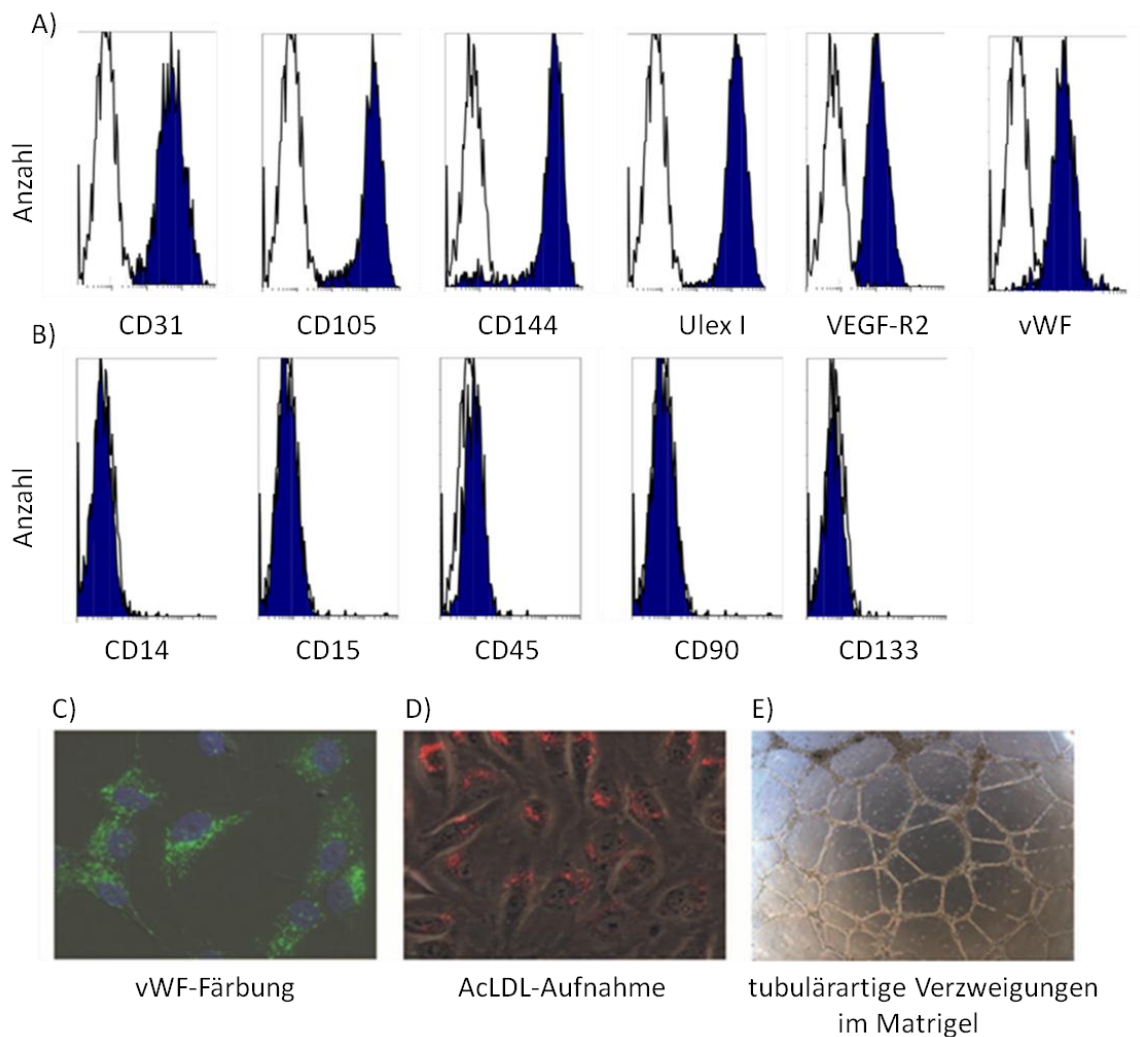 A)
Anzahl
CD31 CD105 CD144 Ulex I VEGF-R2 vWF
B)
Anzahl
CD14 CD15 CD45 CD90 CD133
C) D) E)
vWF-Färbung AcLDL-Aufnahme tubulärartige Verzweigungen
im Matrigel